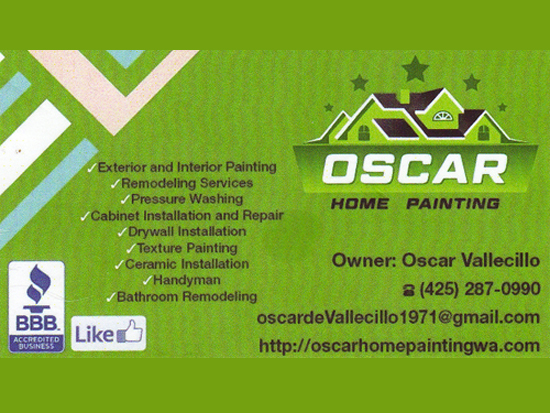 ✓Exterior and Interior Painting
✓Remodeling Services
✓Pressure Washing
✓Cabinet Installation and Repair
✓Drywall Installation
✓Texture Painting
✓Ceramic Installation
✓Handyman
✓Bathroom Remodeling
BBB
ACCREDITED
BUSINESS
Like
OSCAR
HOME PAINTING
Owner: Oscar Vallecillo
(425) 287-0990
oscardeVallecillo1971@gmail.com
http://oscarhomepaintingwa.com